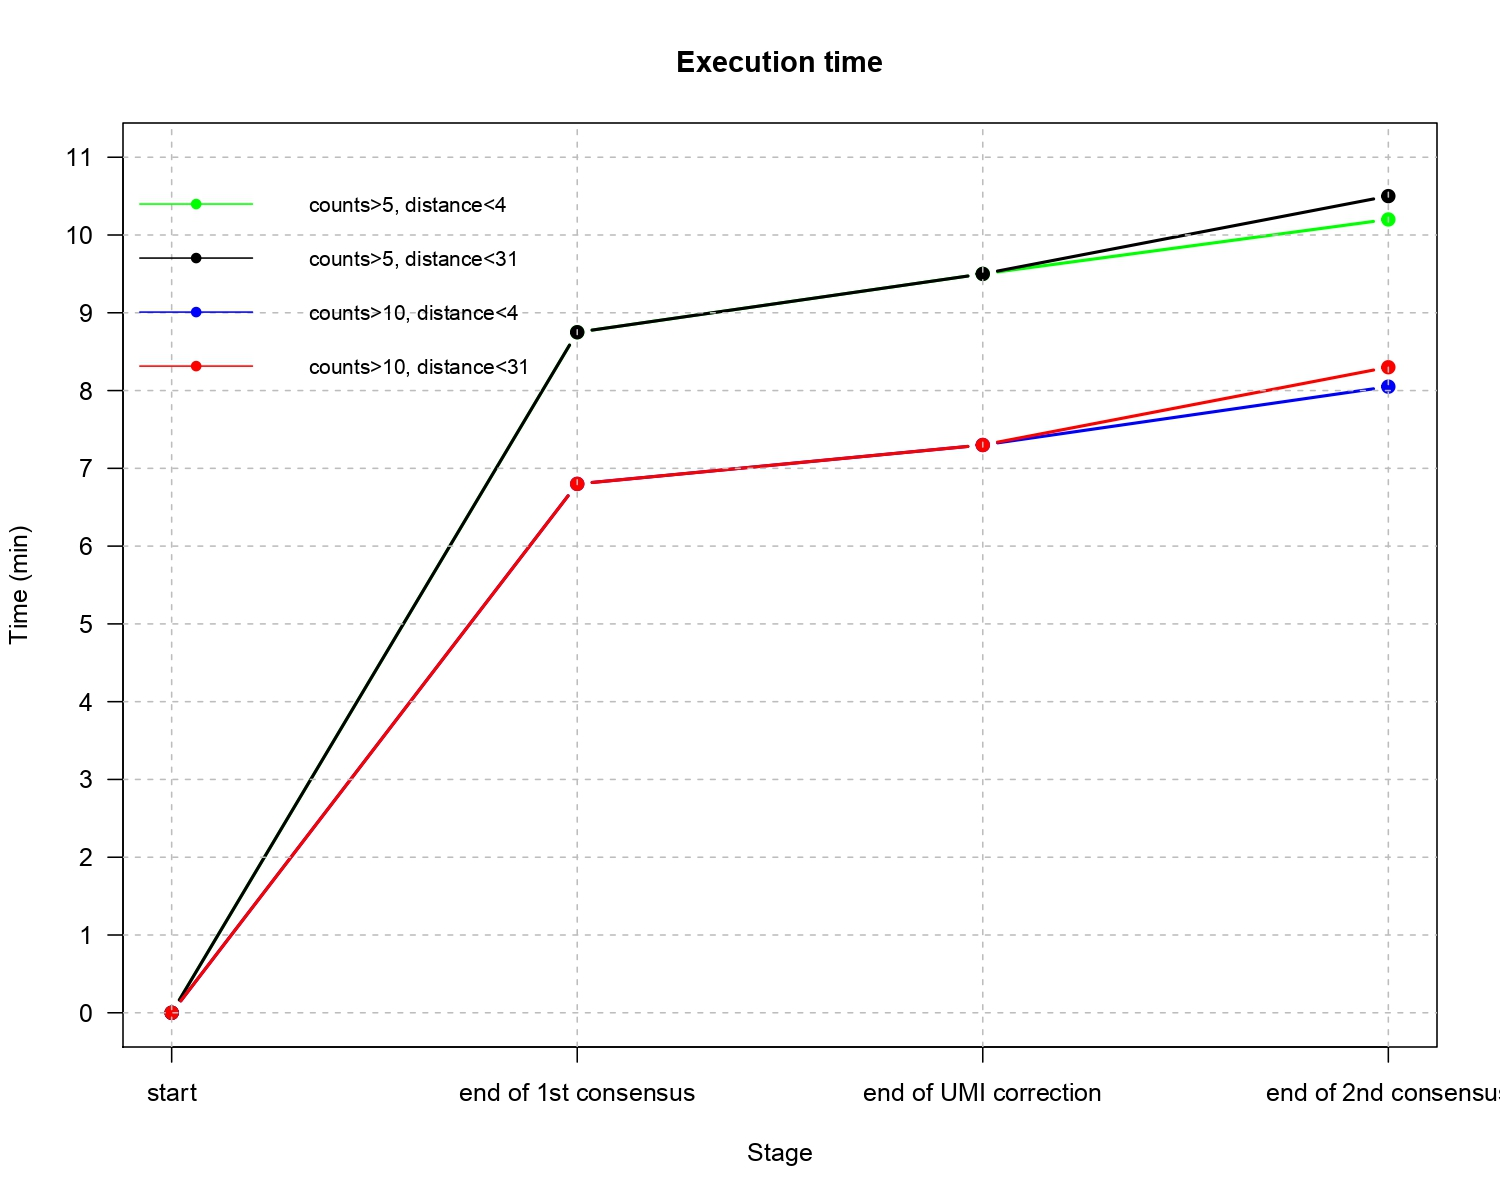 Execution time
11
10
9
8
7
6
5
4
3
2
1
0
Time (min)
counts>5, distance<4
counts>5, distance<31
counts>10, distance<4
counts>10, distance<31
start
end of 1st consensus
end of UMI correction
end of 2nd consensus
Stage